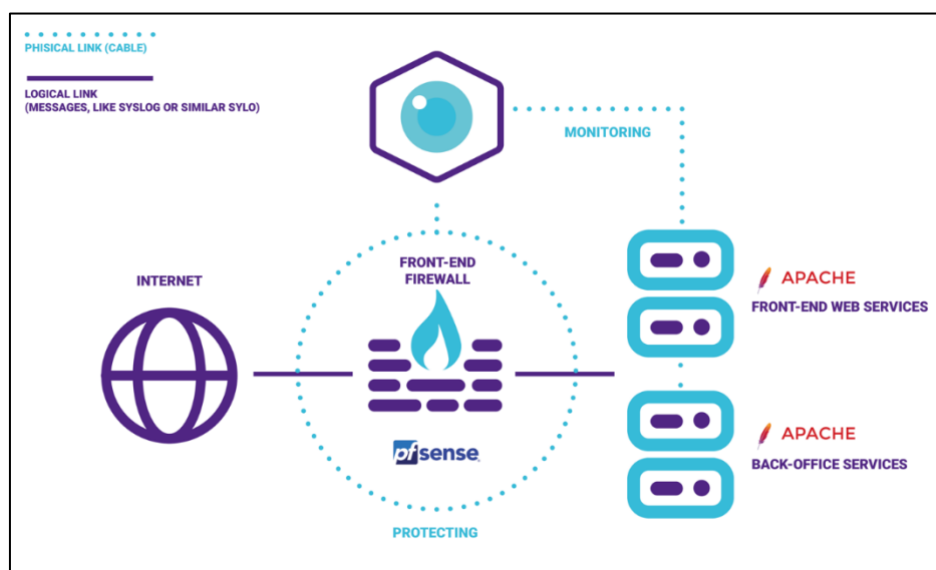 PHISICAL LINK (CABLE)
LOGICAL LINK
(MESSAGES, LIKE SYSLOG OR SIMILAR SYLO)
MONITORING
INTERNET
FRONT-END
FIREWALL
APACHE
FRONT-END WEB SERVICES
pfsense
APACHE
BACK-OFFICE SERVICES
PROTECTING